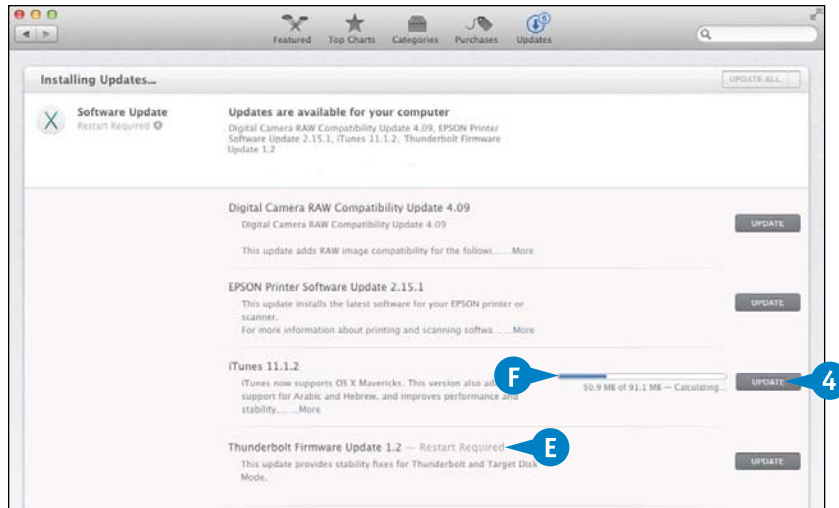 Featured Top Charts Categories Purchases Updates
5
Installing Updates...
UPDATE ALL
Software Update
Restart Required
Updates are available for your computer
Digital Camera RAW Compatibility Update 4.09, EPSON Printer
Software Update 2.15.1, iTunes 11.1.2, Thunderbolt Firmware
Update 1.2
Digital Camera RAW Compatibility Update 4.09
Digital Camera RAW Compatibility Update 4.09
UPDATE
This update adds RAW image compatibility for the followi... ...More
EPSON Printer Software Update 2.15.1
This update installs the latest software for your EPSON printer or
scanner.
UPDATE
For more information about printing and scanning softwa... ...More
iTunes 11.1.2
F
iTunes now supports OS X Mavericks. This version also
support for Arabic and Hebrew, and improves performance and
stability... ...More
50.9 MB of 91.1 MB — Calculating...
UPDATE
4
Thunderbolt Firmware Update 1.2 — Restart Required
E
This update provides stability fixes for Thunderbolt and Target Disk
Mode.
UPDATE